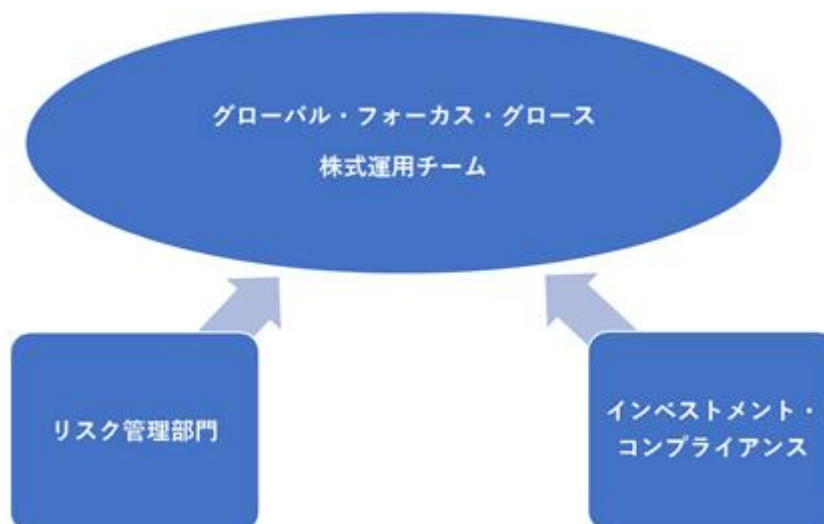 グローバル・フォーカス・グロース
株式運用チーム
リスク管理部門
インベストメント・
コンプライアンス